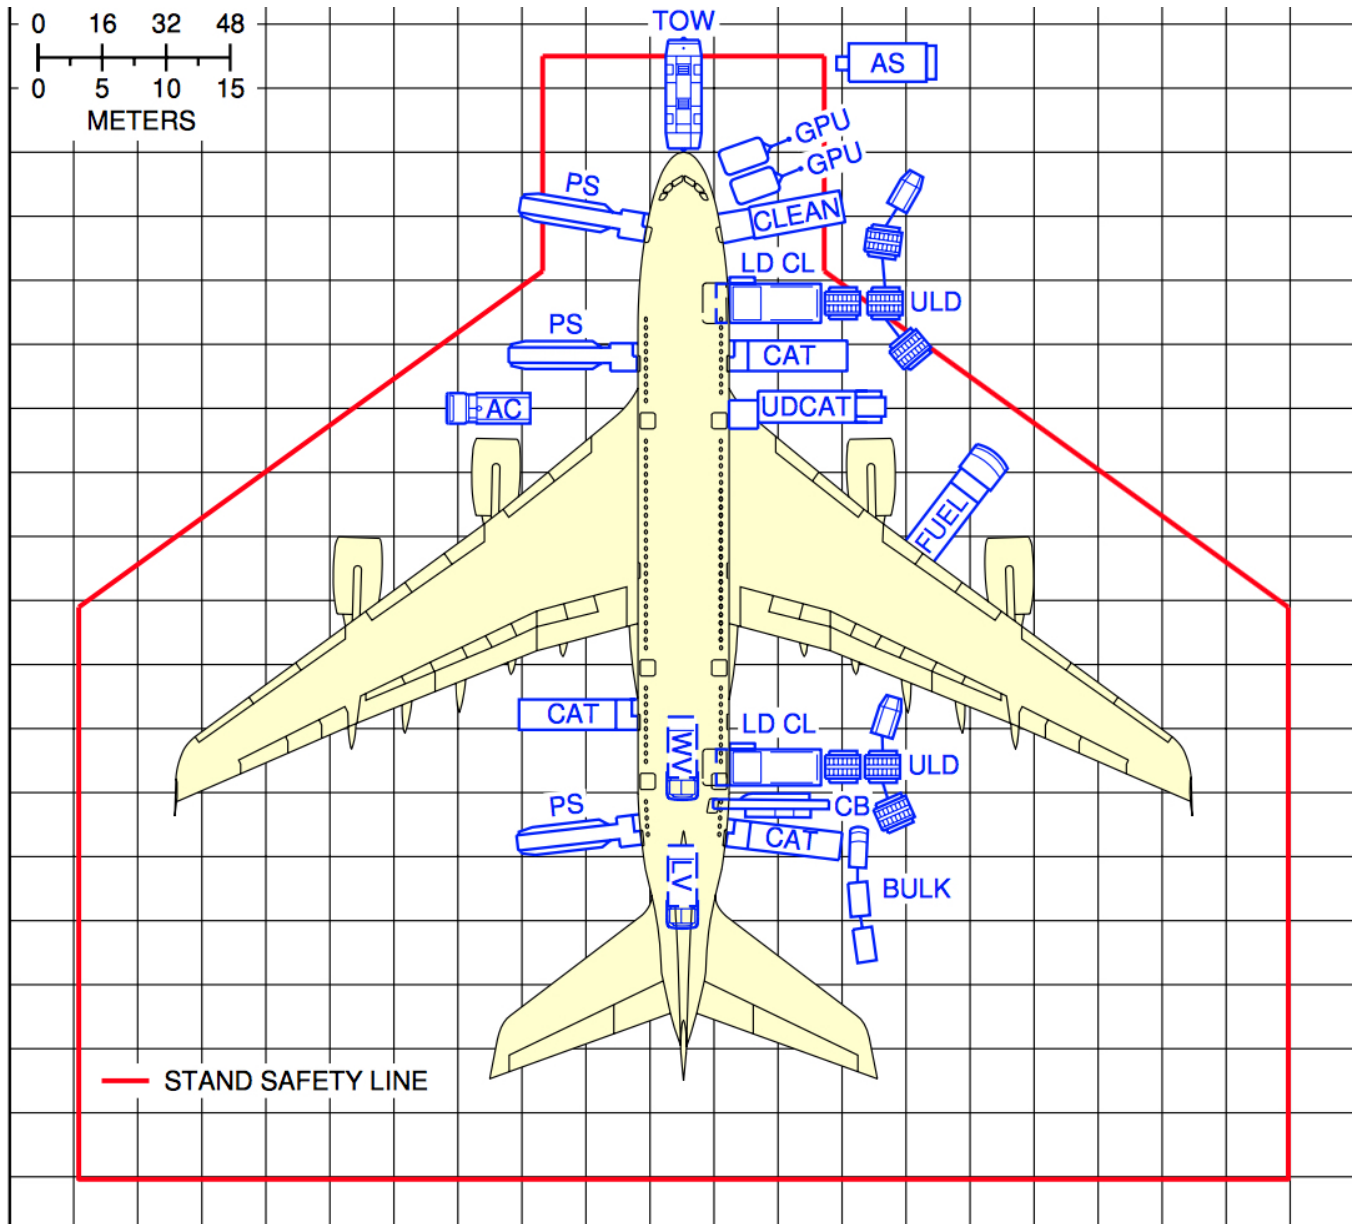 0 16 32 48
0 5 10 15
METERS
TOW
AS
GPU
GPU
PS
CLEAN
LD CL
ULD
PS
CAT
AC
UDCAT
FUEL
CAT
WV
LD CL
ULD
PS
CB
CAT
LV
BULK
STAND SAFETY LINE